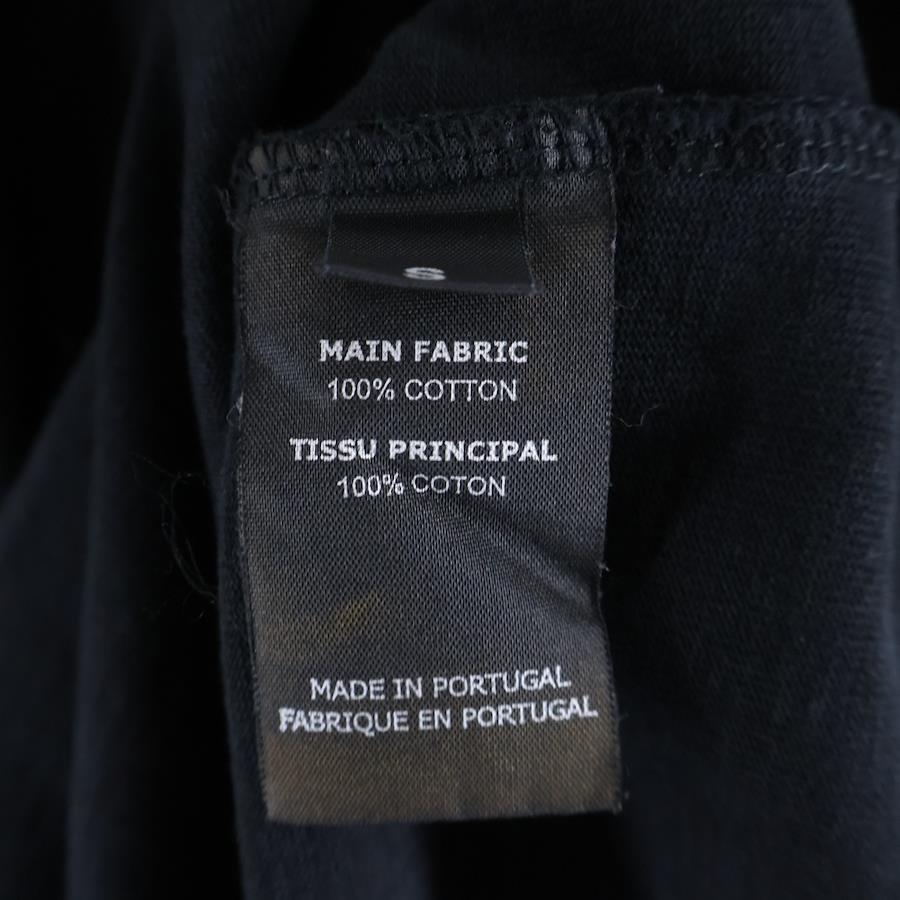 S
MAIN FABRIC
100% COTTON
TISSU PRINCIPAL
100% COTON
MADE IN PORTUGAL
FABRIQUE EN PORTUGAL